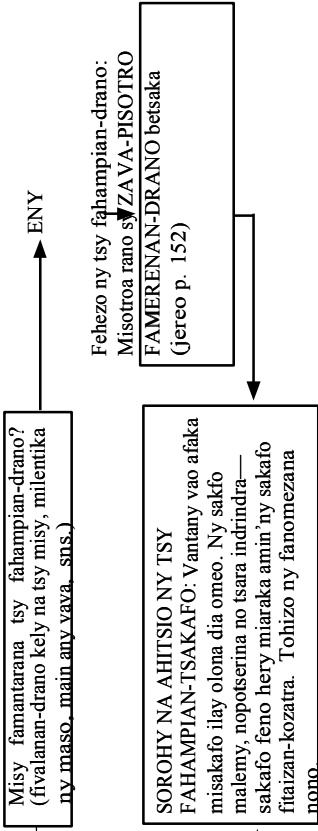 Misy famantarana tsy fahampian-drano?
(fivalanan-drano kely na tsy misy, milentika
ny maso, main any vava, sns.)
ENY
Fehezo ny tsy fahampian-drano:
Misotroa rano sy ZAVA-PISOTRO
FAMERENAN-DRANO betsaka
(jereo p. 152)
SOROHY NA AHITSIO NY TSY
FAHAMPIAN-TSAKAFO: Vantany vao afaka
misakafo ilay olona dia omeo. Ny sakfo
malemy, nopotserina no tsara indrindra—
sakafo feno hery miaraka amin'ny sakafo
fitaizan-kozatra. Tohizo ny fanomezana
nono.